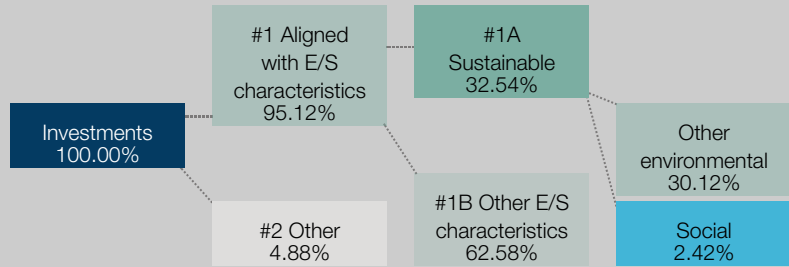 Investments
100.00%
#1 Aligned
with E/S
characteristics
95.12%
#2 Other
4.88%
#1A
Sustainable
32.54%
#1B Other E/S
characteristics
62.58%
Other
environmental
30.12%
Social
2.42%